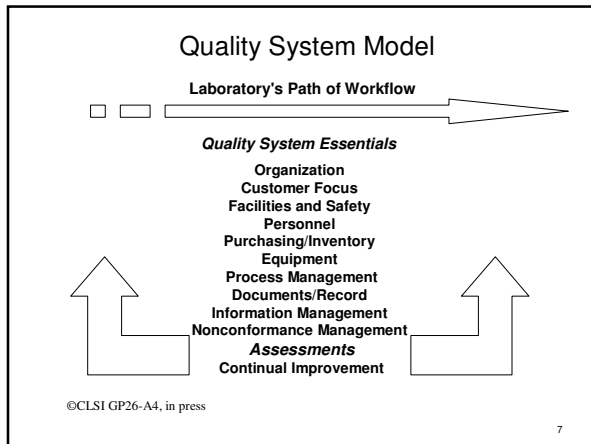 Quality System Model
Laboratory's Path of Workflow
Quality System Essentials
Organization
Customer Focus
Facilities and Safety
Personnel
Purchasing/Inventory
Equipment
Process Management
Documents/Record
Information Management
Nonconformance Management
Assessments
Continual Improvement
©CLSI GP26-A4, in press
7